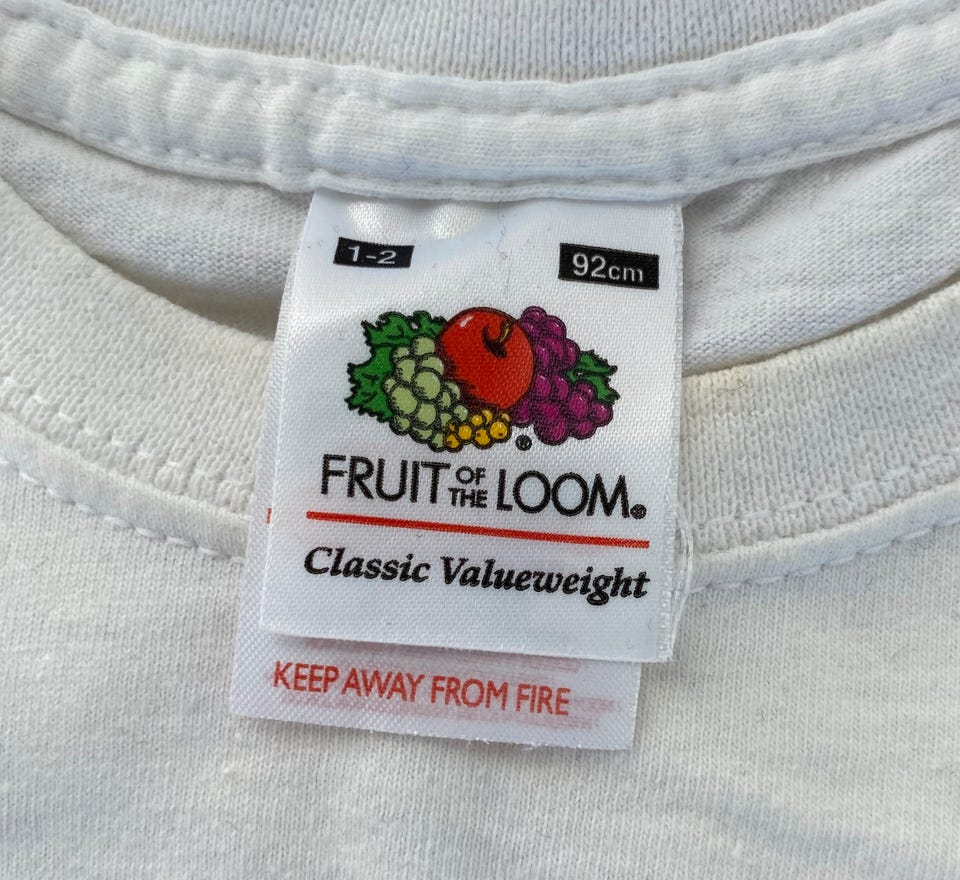 1-2 92cm
FRUIT OF THE LOOM®
Classic Valueweight
KEEP AWAY FROM FIRE